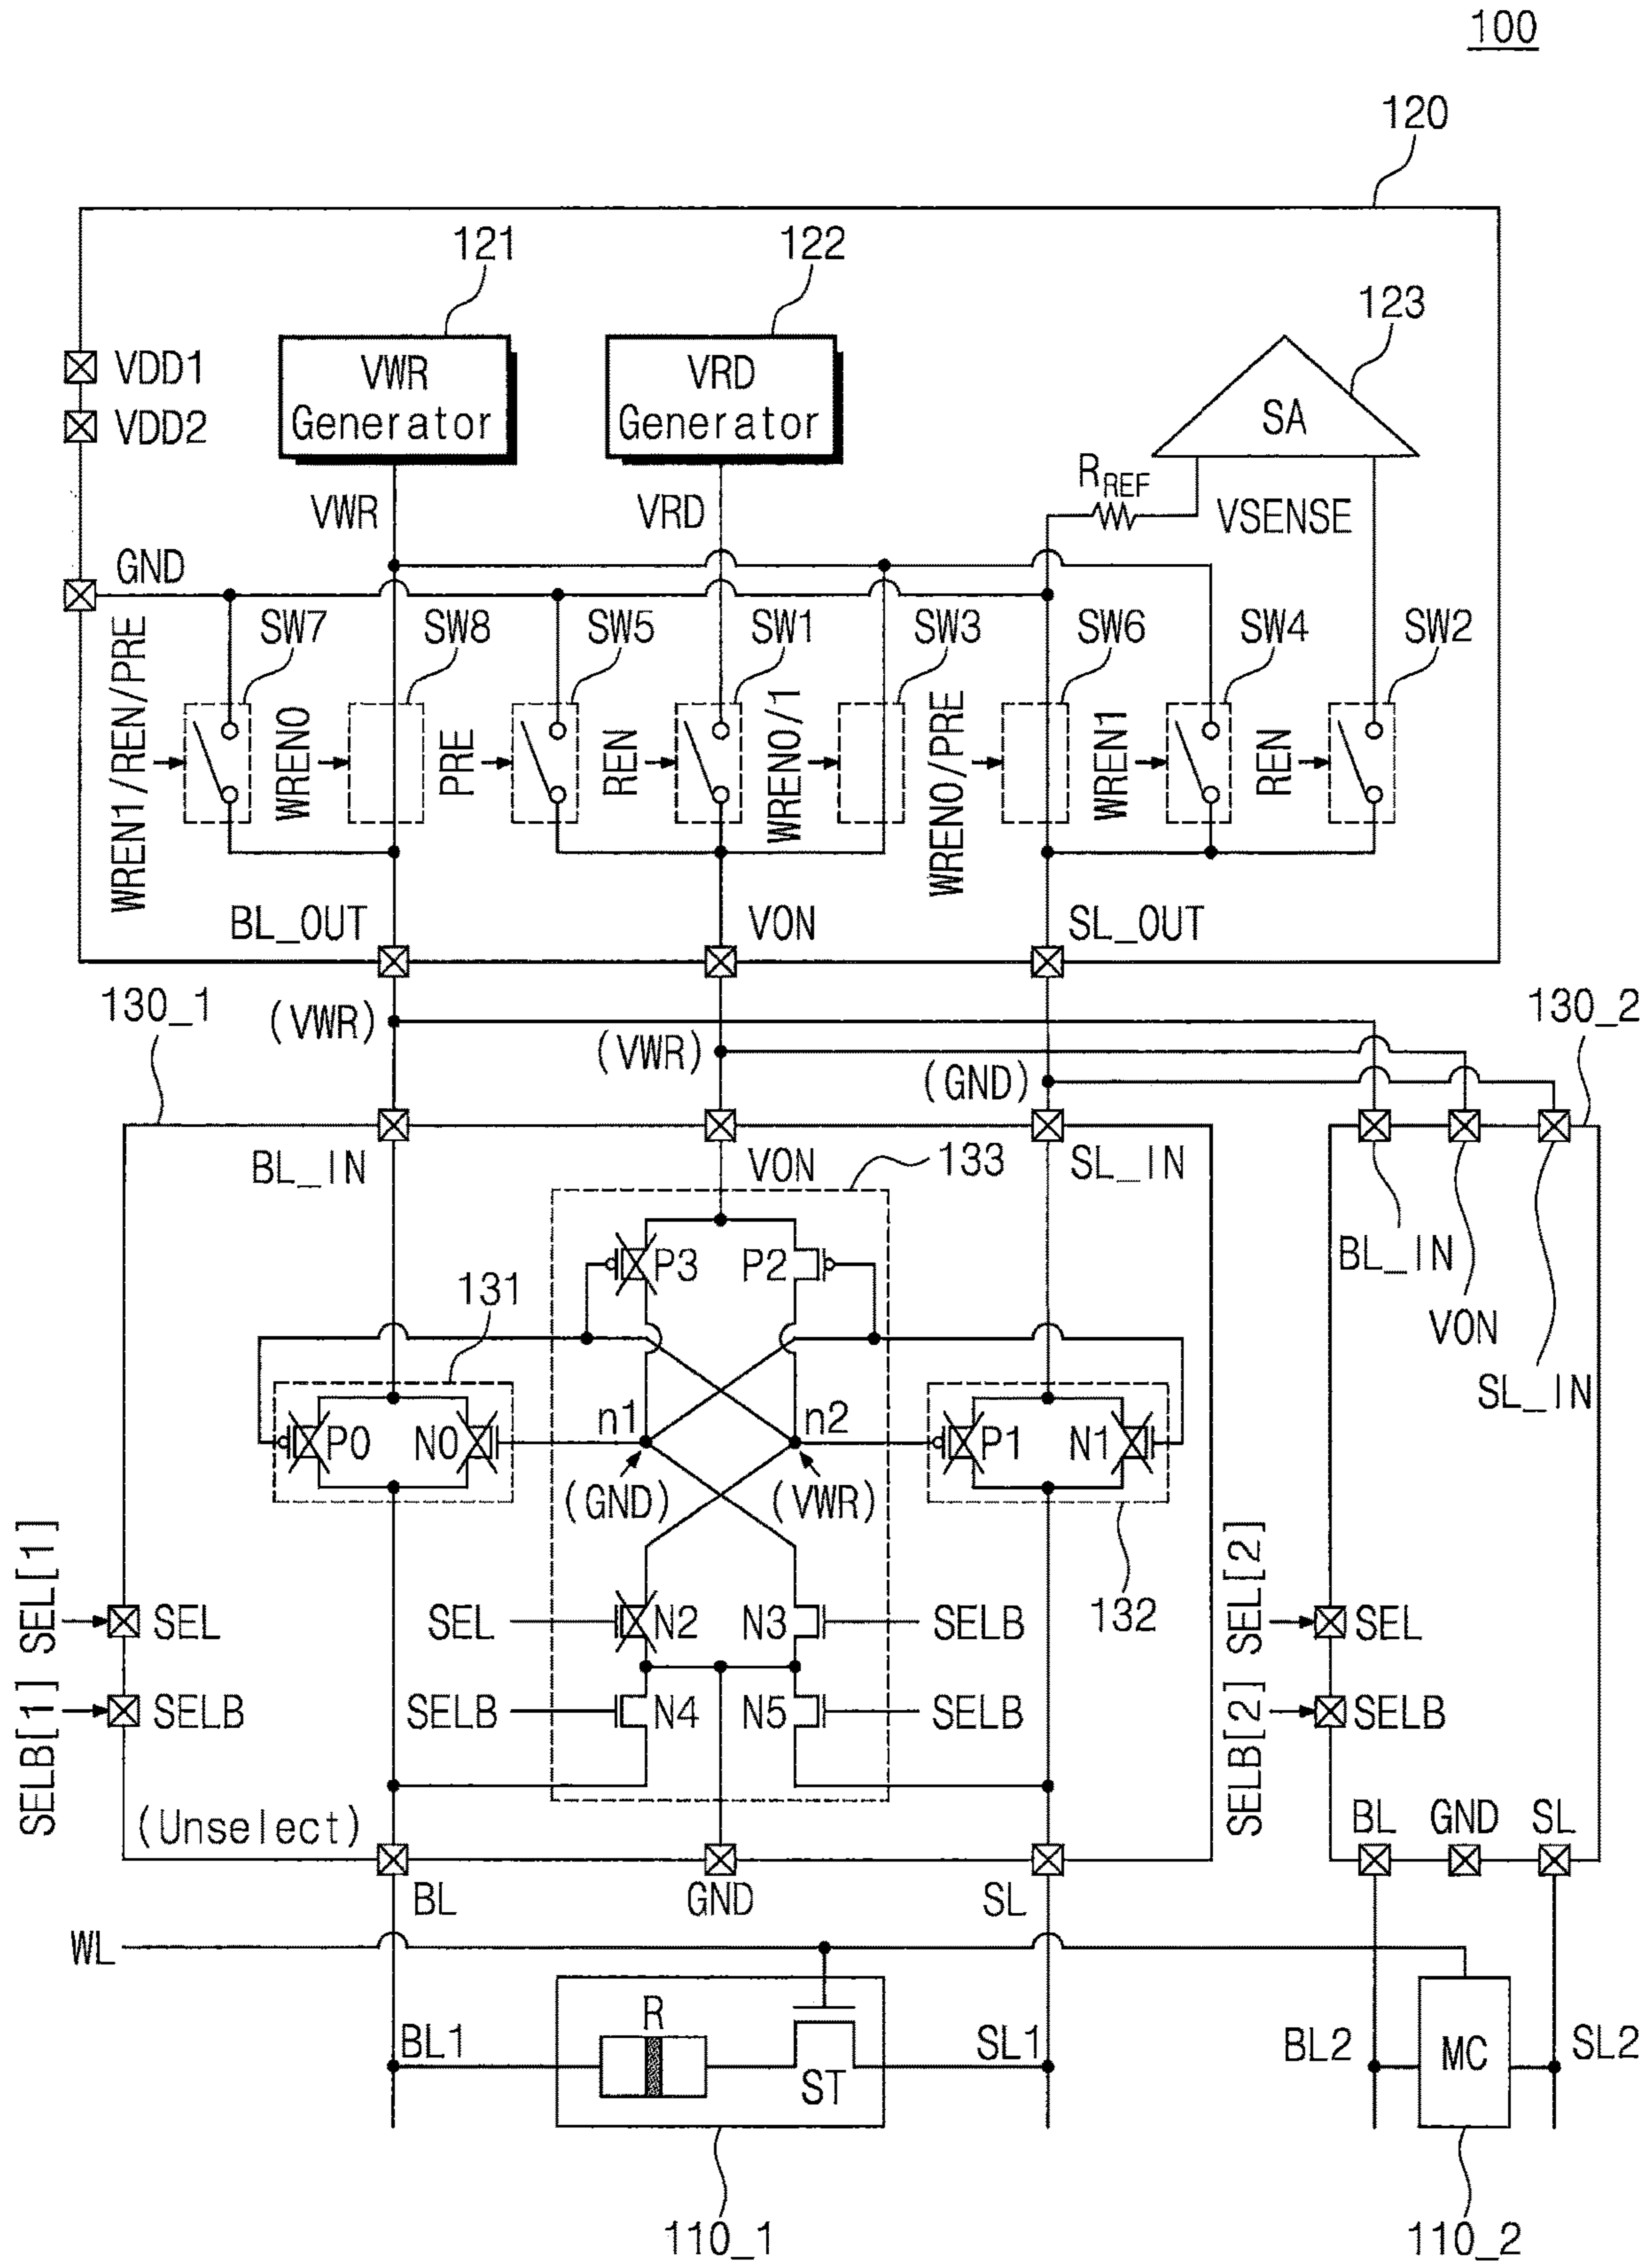 100
120
121
122
123
VDD1
VDD2
VWR
Generator
VRD
Generator
SA
R_REF
VWR
VRD
VSENSE
GND
SW7
SW8
SW5
SW1
SW3
SW6
SW4
SW2
WREN1/REN/PRE
WREN0
PRE
REN
WREN0/1
WREN0/PRE
WREN1
REN
BL_OUT
VON
SL_OUT
130_1
(VWR)
(VWR)
(GND)
130_2
BL_IN
VON
133
SL_IN
BL_IN
VON
SL_IN
P3
P2
131
P0
N0
n1
n2
P1
N1
(GND)
(VWR)
132
SEL[1]
SEL
SELB[1]
SELB
SEL
N2
N3
SELB
SELB
N4
N5
SELB
SEL[2]
SEL
SELB[2]
SELB
(Unselect)
BL
GND
SL
BL
GND
SL
WL
R
BL1
ST
SL1
BL2
MC
SL2
110_1
110_2